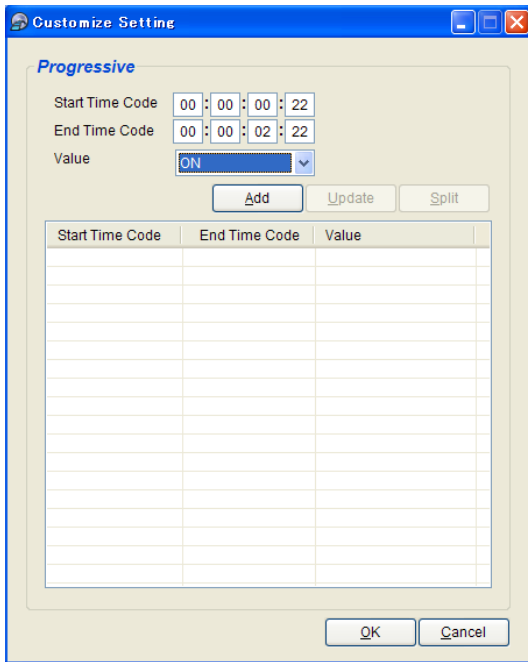 Customize Setting
Progressive
Start Time Code 00 : 00 : 00 : 22
End Time Code 00 : 00 : 02 : 22
Value ON
Add Update Split
Start Time Code End Time Code Value
OK Cancel